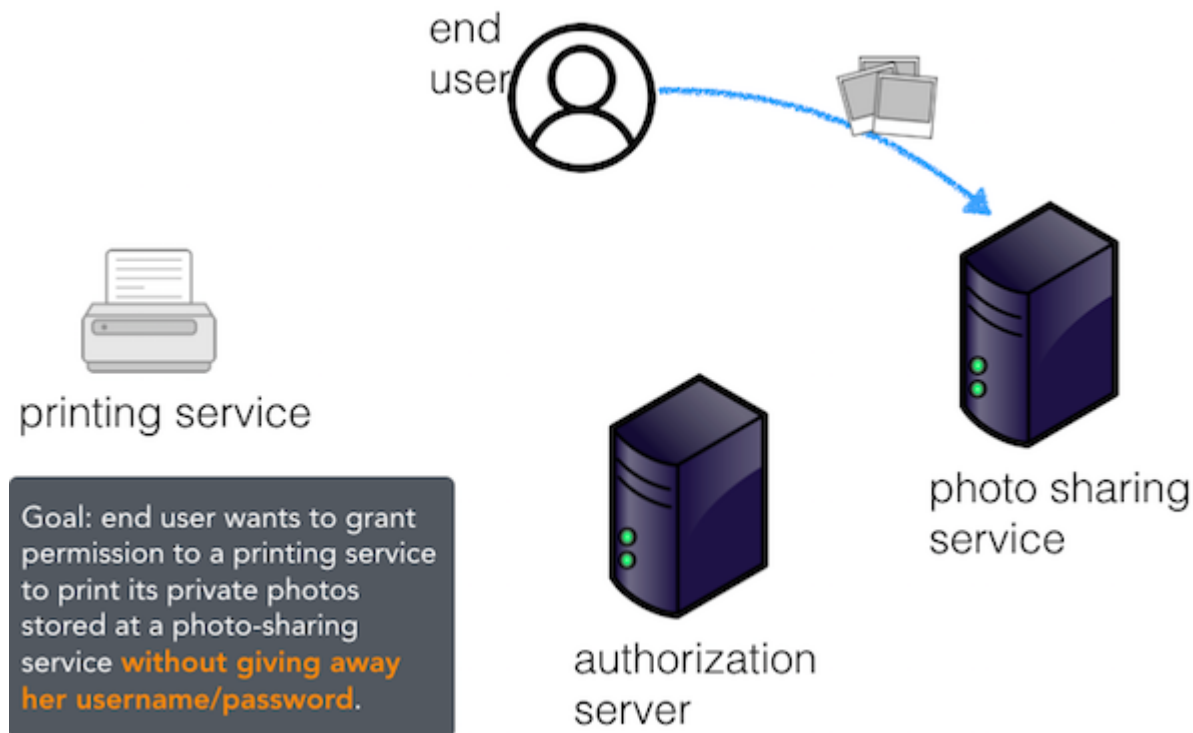 end
user
printing service
Goal: end user wants to grant
permission to a printing service
to print its private photos
stored at a photo-sharing
service without giving away
her username/password.
authorization
server
photo sharing
service